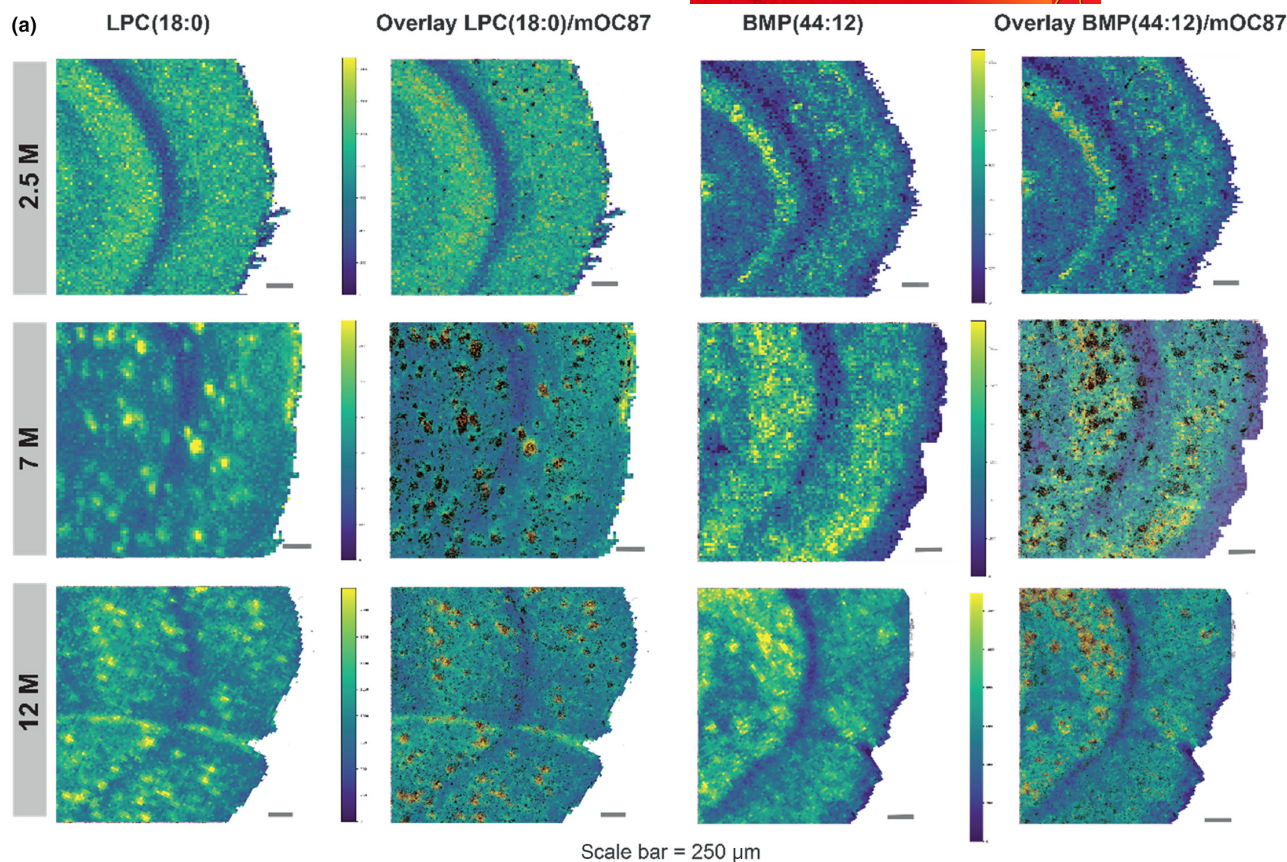 (a)
LPC(18:0) Overlay LPC(18:0)/mOC87 BMP(44:12) Overlay BMP(44:12)/mOC87
2.5 M
7 M
12 M
Scale bar = 250 µm